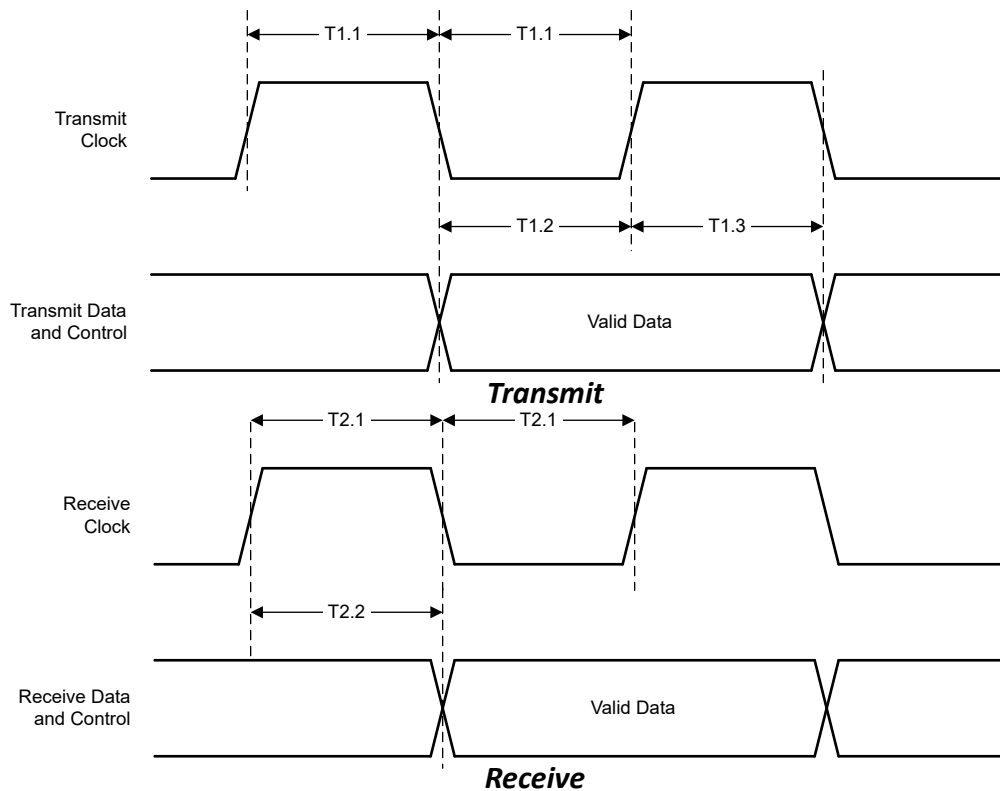 T1.1
T1.1
Transmit
Clock
T1.2
T1.3
Transmit Data
and Control
Valid Data
Transmit
T2.1
T2.1
Receive
Clock
T2.2
Receive Data
and Control
Valid Data
Receive